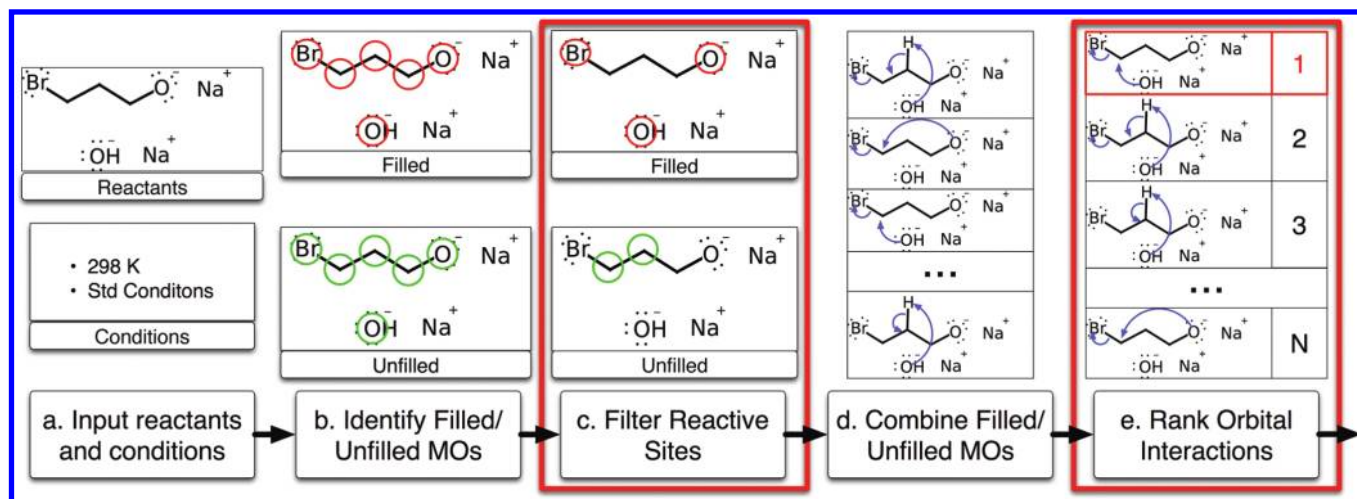 Br O⁻ Na⁺
:OH⁻ Na⁺
Reactants
• 298 K
• Std Conditons
Conditions
a. Input reactants
and conditions
Br O⁻ Na⁺
OH⁻ Na⁺
Filled
Br O⁻ Na⁺
OH⁻ Na⁺
Unfilled
b. Identify Filled/
Unfilled MOs
Br O⁻ Na⁺
OH⁻ Na⁺
Filled
Br O⁻ Na⁺
:OH⁻ Na⁺
Unfilled
c. Filter Reactive
Sites
H
Br O⁻ Na⁺
:OH⁻ Na⁺
Br O⁻ Na⁺
:OH⁻ Na⁺
Br O⁻ Na⁺
:OH⁻ Na⁺
...
H
Br O⁻ Na⁺
:OH⁻ Na⁺
d. Combine Filled/
Unfilled MOs
Br O⁻ Na⁺ 1
:OH⁻ Na⁺
H
Br O⁻ Na⁺ 2
:OH⁻ Na⁺
H
Br O⁻ Na⁺ 3
:OH⁻ Na⁺
...
Br O⁻ Na⁺ N
:OH⁻ Na⁺
e. Rank Orbital
Interactions